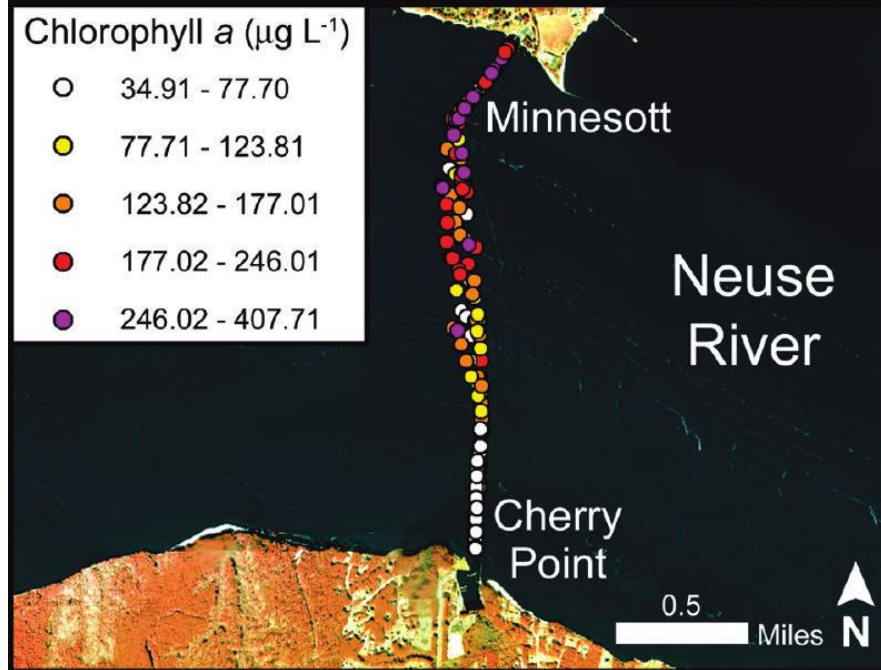 Chlorophyll a (µg L-1)
34.91 - 77.70
77.71 - 123.81
123.82 - 177.01
177.02 - 246.01
246.02 - 407.71
Minnesott
Neuse
River
Cherry
Point
0.5
Miles
N